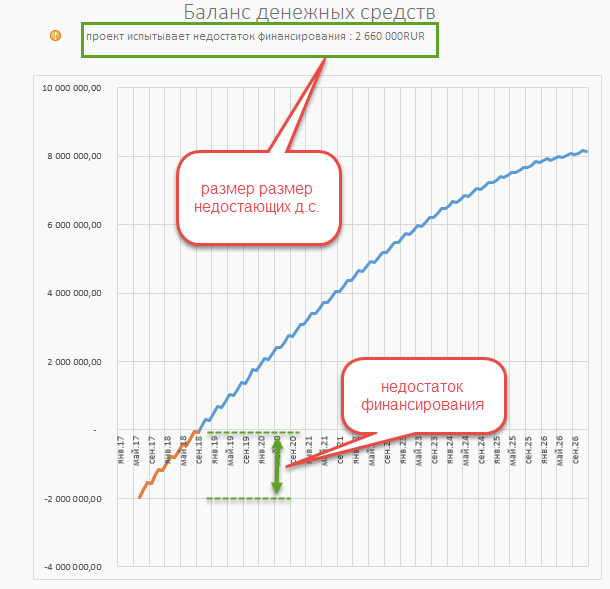 Баланс денежных средств
проект испытывает недостаток финансирования : 2 660 000RUR
10 000 000,00
размер размер
недостающих д.с.
8 000 000,00
6 000 000,00
4 000 000,00
2 000 000,00
недостаток
финансирования
-
янв.17
май.17
сен.17
янв.18
май.18
сен.18
янв.19
май.19
сен.19
янв.20
сен.20
янв.21
май.21
сен.21
янв.22
май.22
сен.22
янв.23
май.23
сен.23
янв.24
май.24
сен.24
янв.25
май.25
сен.25
янв.26
май.26
сен.26
-2 000 000,00
-4 000 000,00